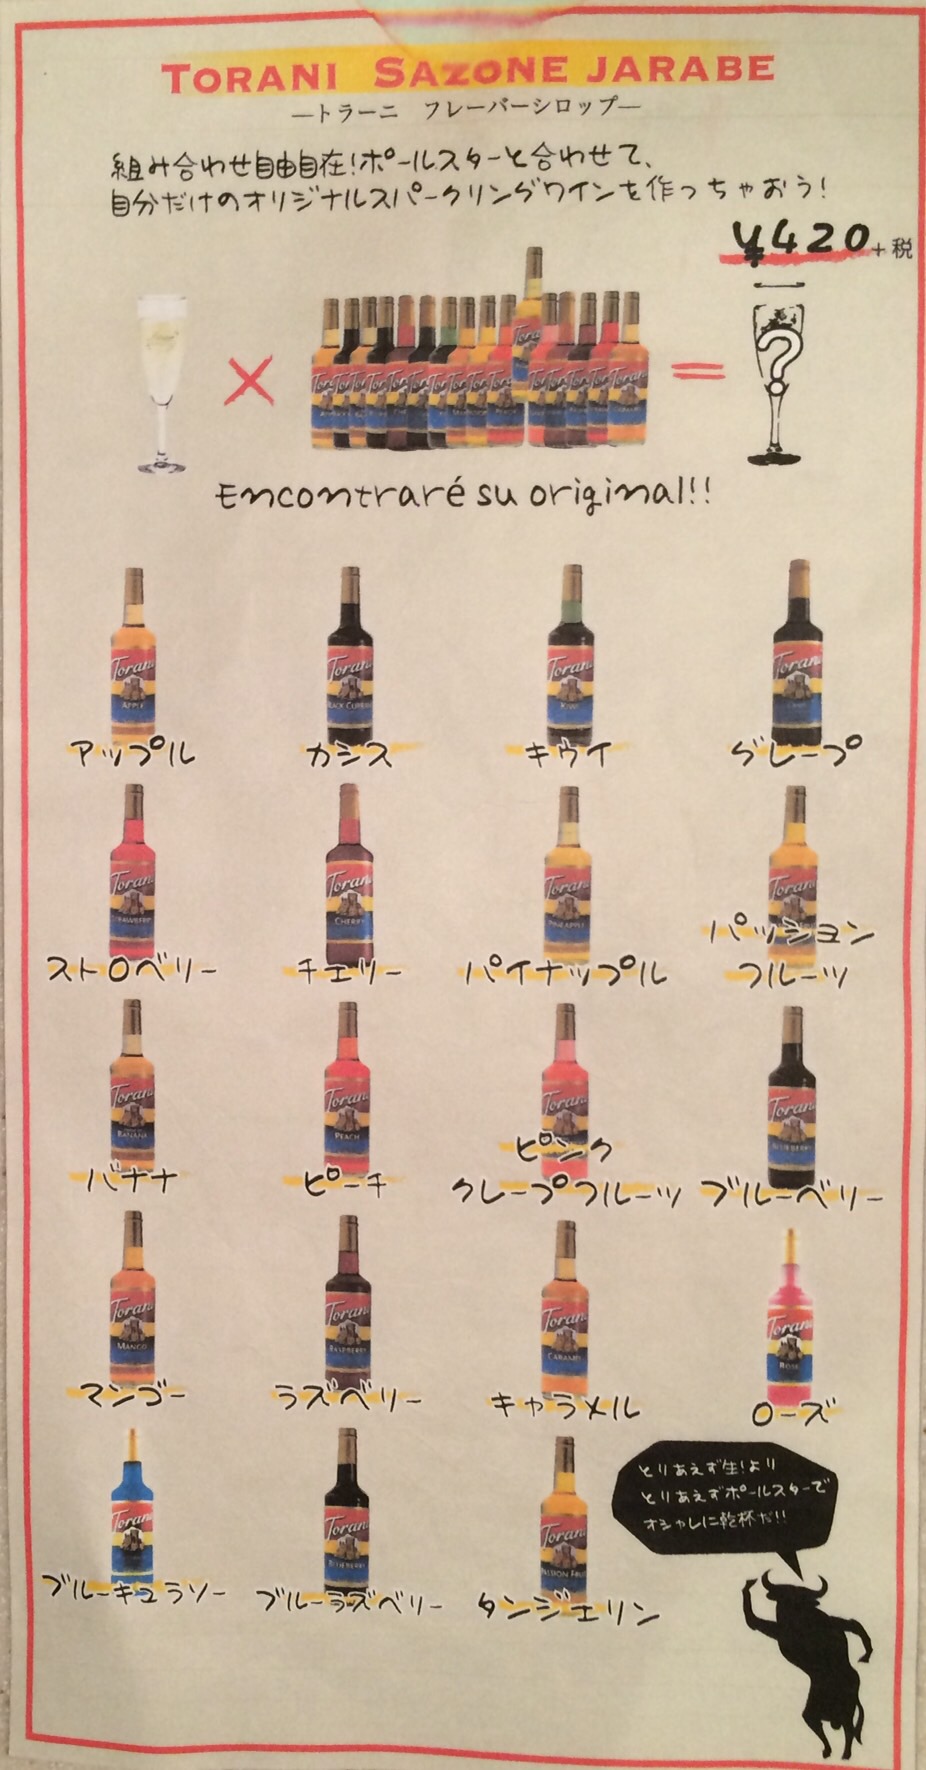 TORANI SAZONE JARABE
―トラーニ フレーバーシロップ―
組み合わせ自由自在!ポールスターと合わせて、
自分だけのオリジナルスパークリングワインを作っちゃおう!
¥420+税
× = ?
Encontraré su original!!
Torani Torani Torani Torani
APPLE BLACK CURRANT KIWI
アップル カシス キウイ グレープ
Torani Torani Torani Torani
STRAWBERRY CHERRY PINEAPPLE
パッション
ストロベリー チェリー パイナップル フルーツ
Torani Torani Torani Torani
BANANA PEACH BLUEBERRY
ピンク
バナナ ピーチ クレープフルーツ ブルーベリー
Torani Torani Torani Torani
MANGO RASPBERRY CARAMEL ROSE
マンゴー ラズベリー キャラメル ローズ
とりあえず生!より
とりあえずポールスターで
オシャレに乾杯だ!!
Torani Torani Torani
BLUEBERRY PASSION FRUIT
ブルーキュラソー ブルーラズベリー タンジェリン